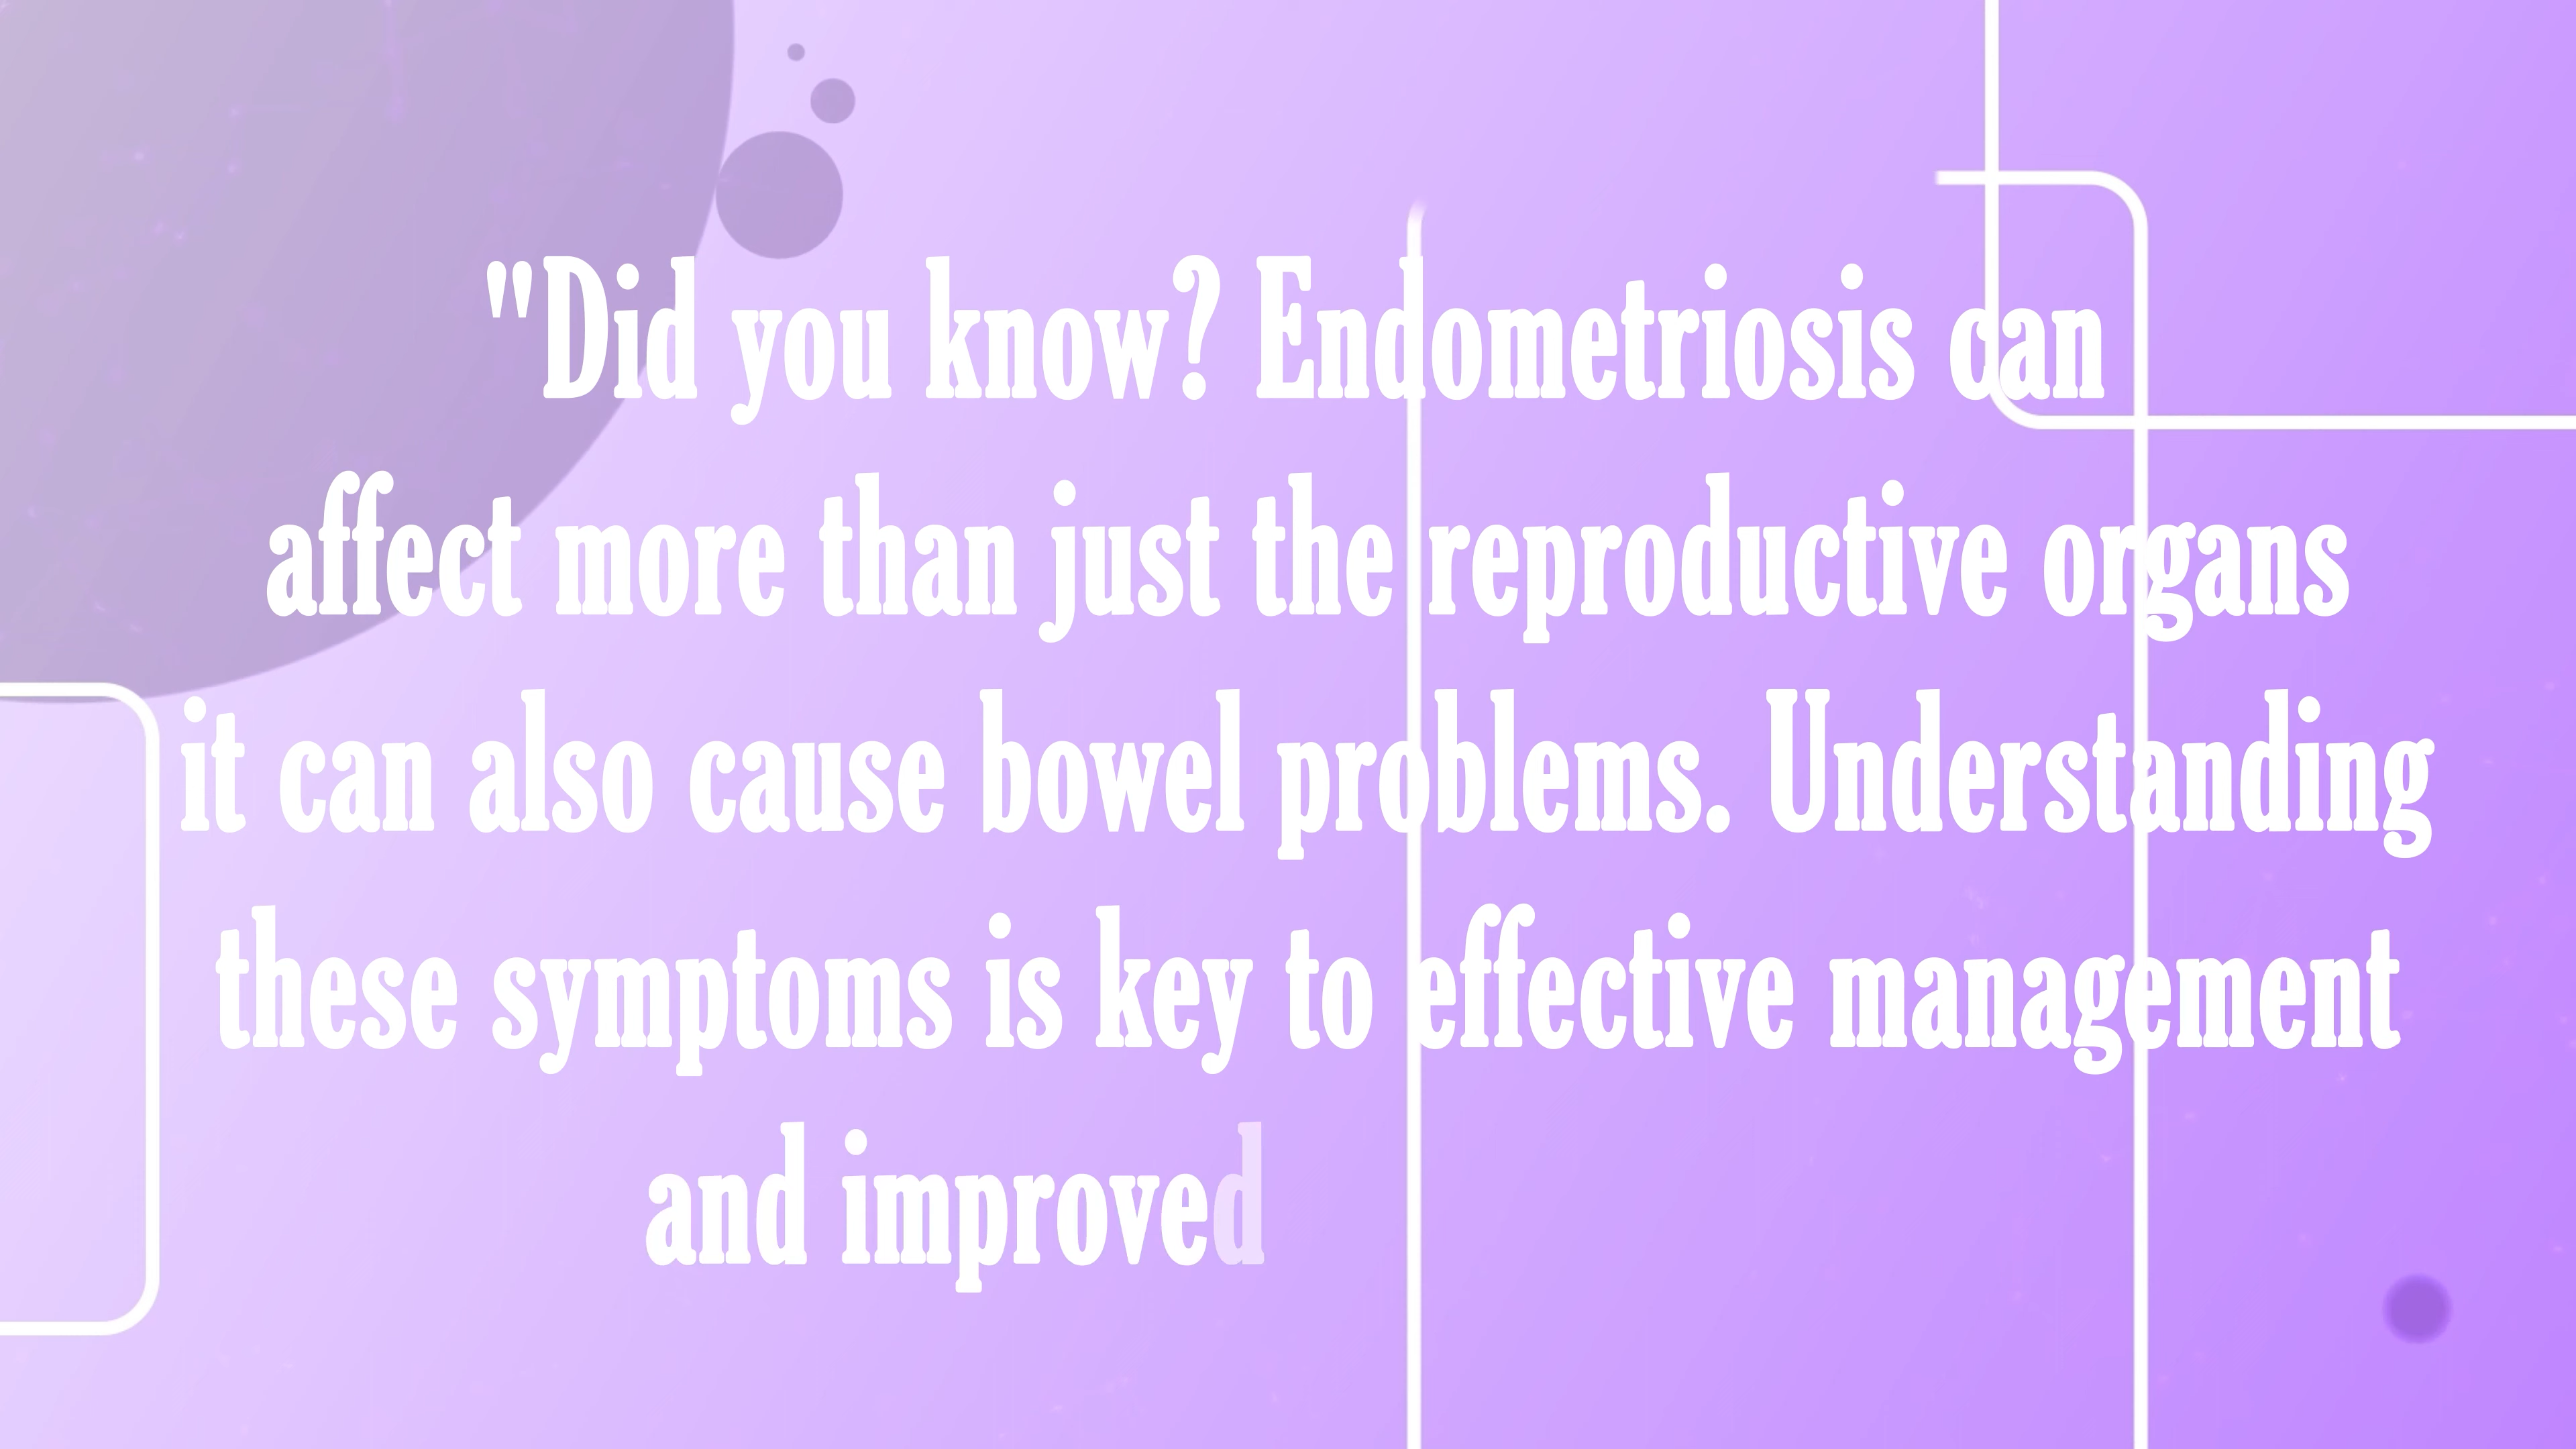 "Did you know? Endometriosis can
affect more than just the reproductive organs
it can also cause bowel problems. Understanding
these symptoms is key to effective management
and improved